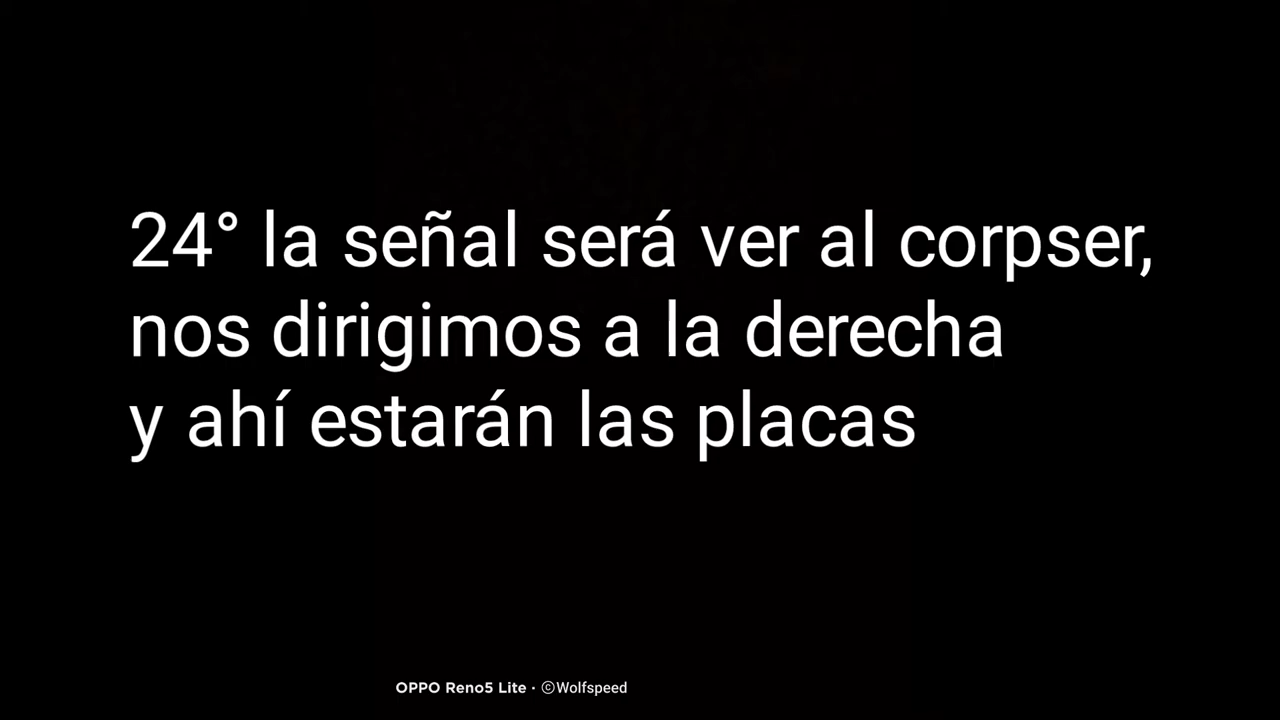 24° la señal será ver al corpser,
nos dirigimos a la derecha
y ahí estarán las placas
OPPO Reno5 Lite · ©Wolfspeed